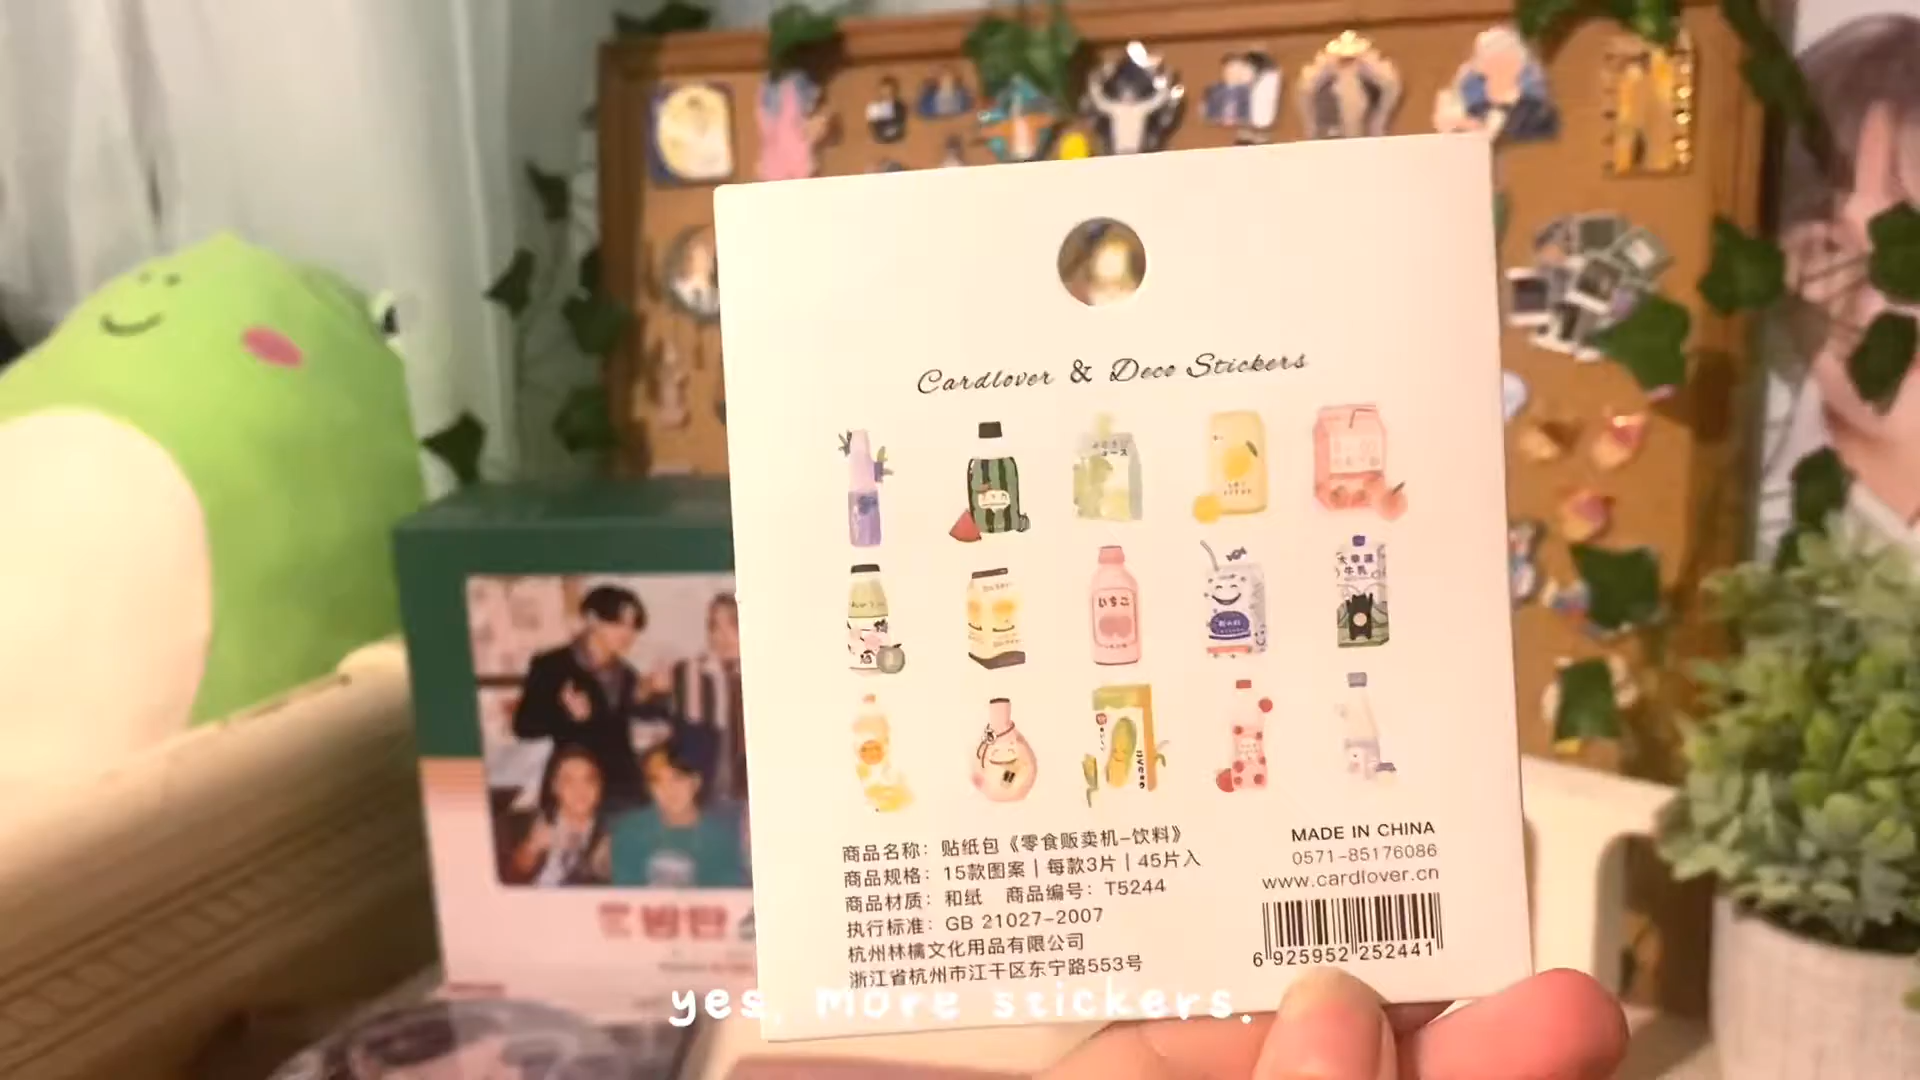 Cardlover & Deco Stickers
いちご
商品名称：贴纸包《零食贩卖机-饮料》
商品规格：15款图案 | 每款3片 | 45片入
商品材质：和纸 商品编号：T5244
执行标准：GB 21027-2007
杭州林檎文化用品有限公司
浙江省杭州市江干区东宁路553号
MADE IN CHINA
0571-85176086
www.cardlover.cn
6 925952 252441
방탄
yes, more stickers.